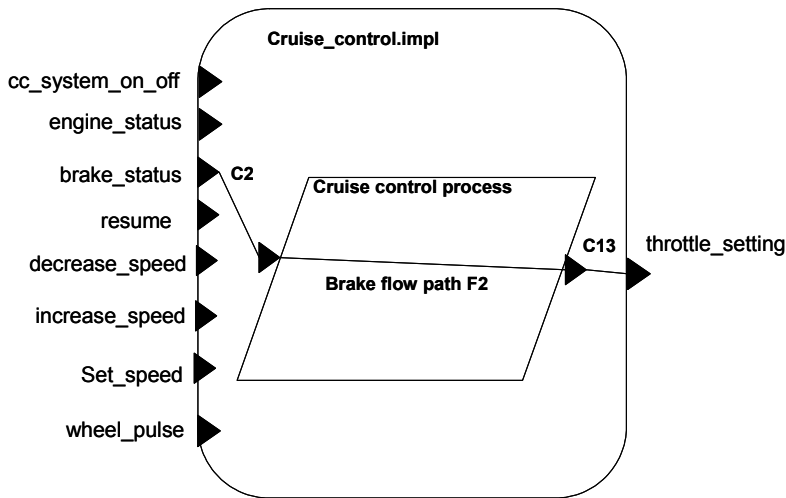 Cruise_control.impl
cc_system_on_off
engine_status
brake_status
C2
resume
decrease_speed
increase_speed
Set_speed
wheel_pulse
Cruise control process
Brake flow path F2
C13
throttle_setting